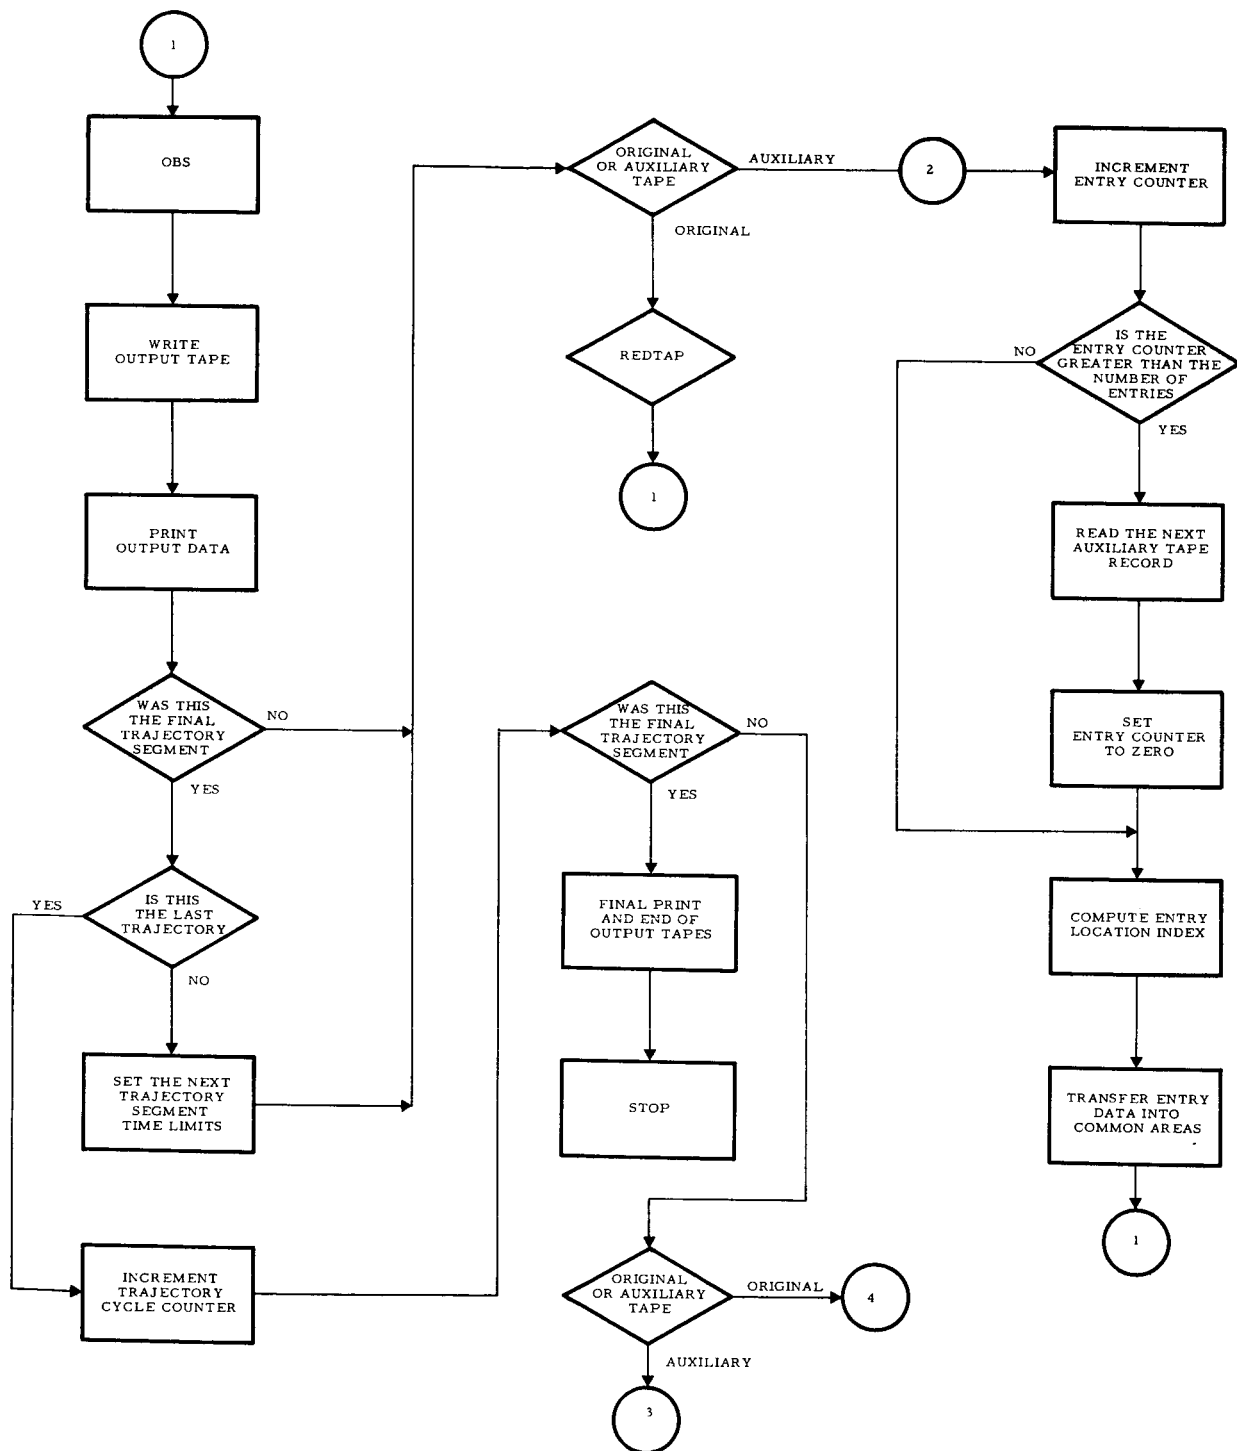 1
OBS
WRITE
OUTPUT TAPE
PRINT
OUTPUT DATA
WAS THIS
THE FINAL
TRAJECTORY
SEGMENT
NO
YES
IS THIS
THE LAST
TRAJECTORY
YES
NO
SET THE NEXT
TRAJECTORY
SEGMENT
TIME LIMITS
INCREMENT
TRAJECTORY
CYCLE COUNTER
ORIGINAL
OR AUXILIARY
TAPE
AUXILIARY
ORIGINAL
REDTAP
1
WAS THIS
THE FINAL
TRAJECTORY
SEGMENT
NO
YES
FINAL PRINT
AND END OF
OUTPUT TAPES
STOP
ORIGINAL
OR AUXILIARY
TAPE
ORIGINAL
4
AUXILIARY
3
2
INCREMENT
ENTRY COUNTER
IS THE
ENTRY COUNTER
GREATER THAN THE
NUMBER OF
ENTRIES
NO
YES
READ THE NEXT
AUXILIARY TAPE
RECORD
SET
ENTRY COUNTER
TO ZERO
COMPUTE ENTRY
LOCATION INDEX
TRANSFER ENTRY
DATA INTO
COMMON AREAS
1